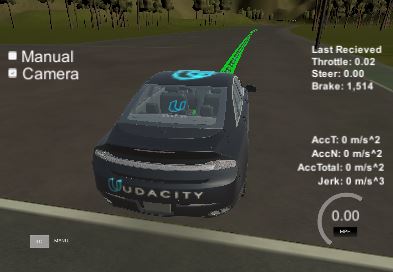 Manual
Camera
Last Recieved
Throttle: 0.02
Steer: 0.00
Brake: 1,514
AccT: 0 m/s^2
AccN: 0 m/s^2
AccTotal: 0 m/s^2
Jerk: 0 m/s^3
UDACITY
0.00
MPH